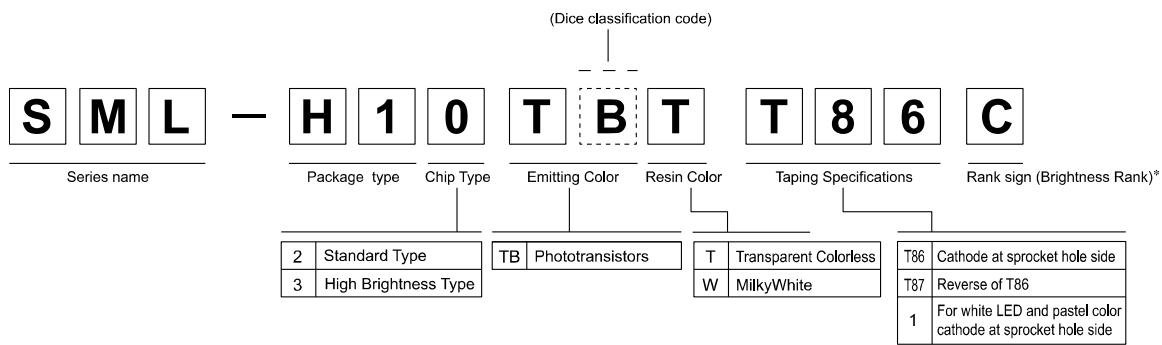 (Dice classification code)
S M L — H 1 0 T B T T 8 6 C
Series name Package type Chip Type Emitting Color Resin Color Taping Specifications Rank sign (Brightness Rank)*
2 Standard Type
3 High Brightness Type
TB Phototransistors
T Transparent Colorless
W MilkyWhite
T86 Cathode at sprocket hole side
T87 Reverse of T86
1 For white LED and pastel color
cathode at sprocket hole side